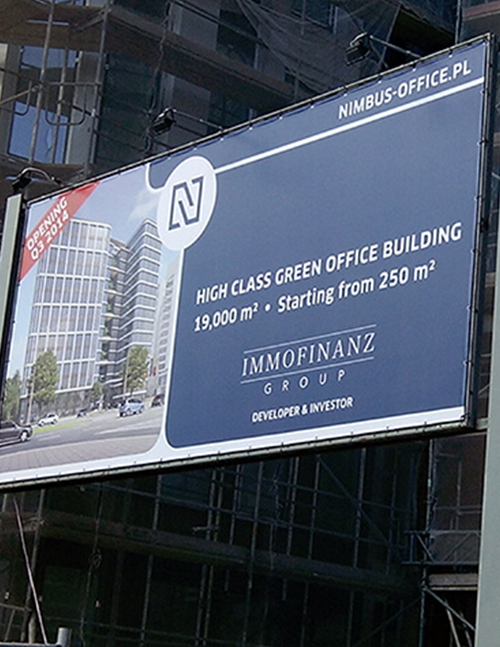 NIMBUS-OFFICE.PL
OPENING
Q3 2014
N
HIGH CLASS GREEN OFFICE BUILDING
19,000 m² • Starting from 250 m²
IMMOFINANZ
GROUP
DEVELOPER & INVESTOR